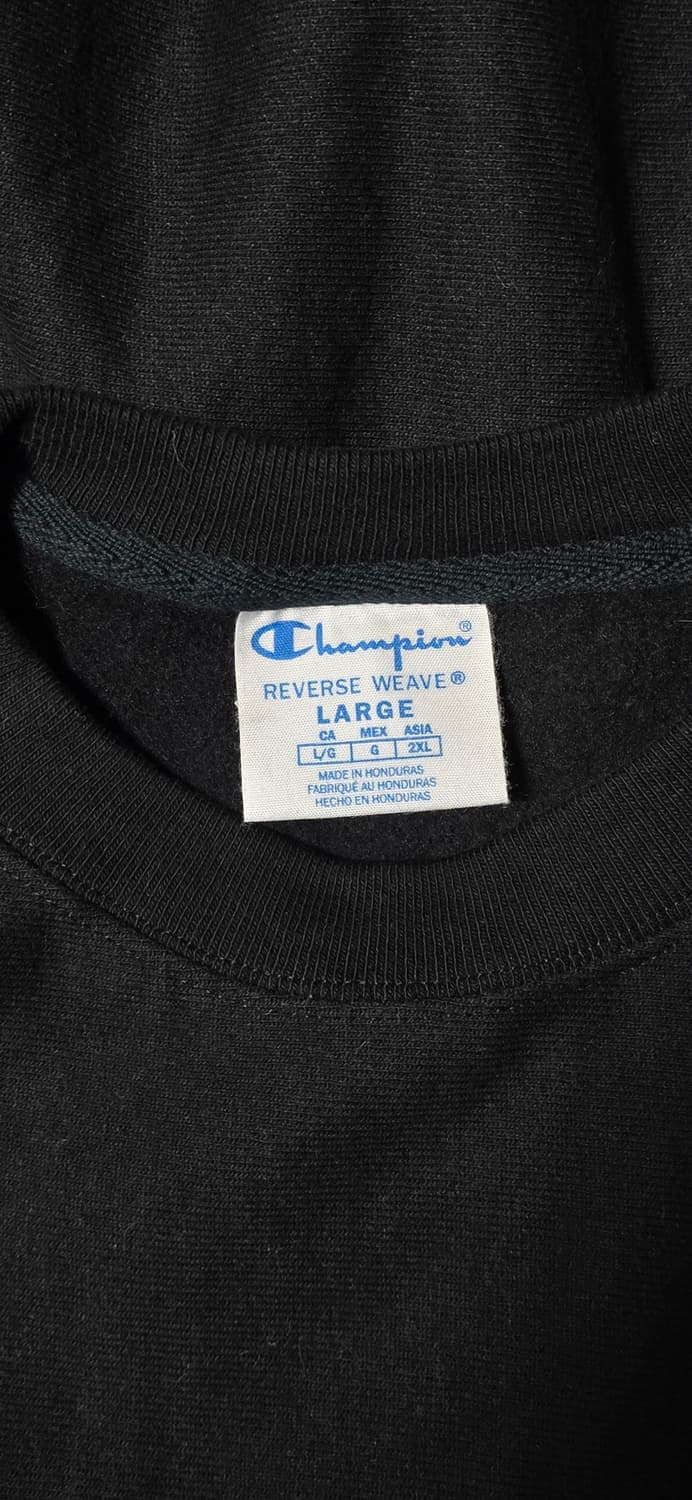 Champion®
REVERSE WEAVE®
LARGE
CA MEX ASIA
L/G G 2XL
MADE IN HONDURAS
FABRIQUÉ AU HONDURAS
HECHO EN HONDURAS